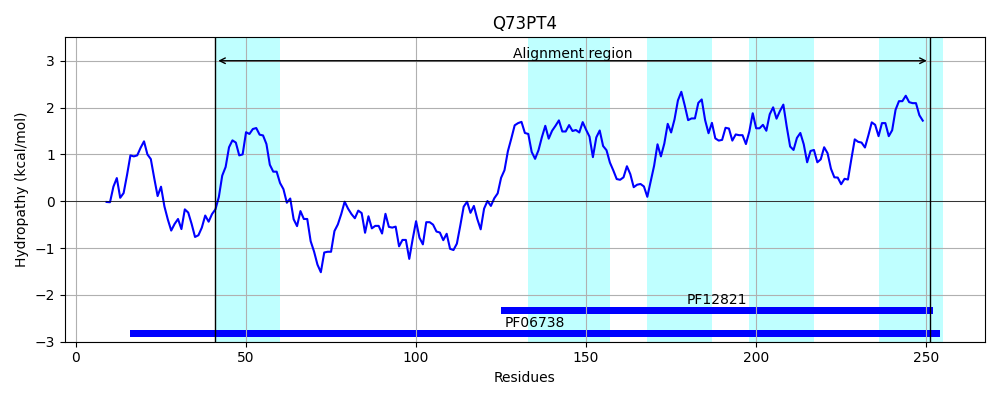 Q73PT4
Alignment region
3
2
1
0
−1
−2
−3
Hydropathy (kcal/mol)
PF12821
PF06738
0 50 100 150 200 250
Residues